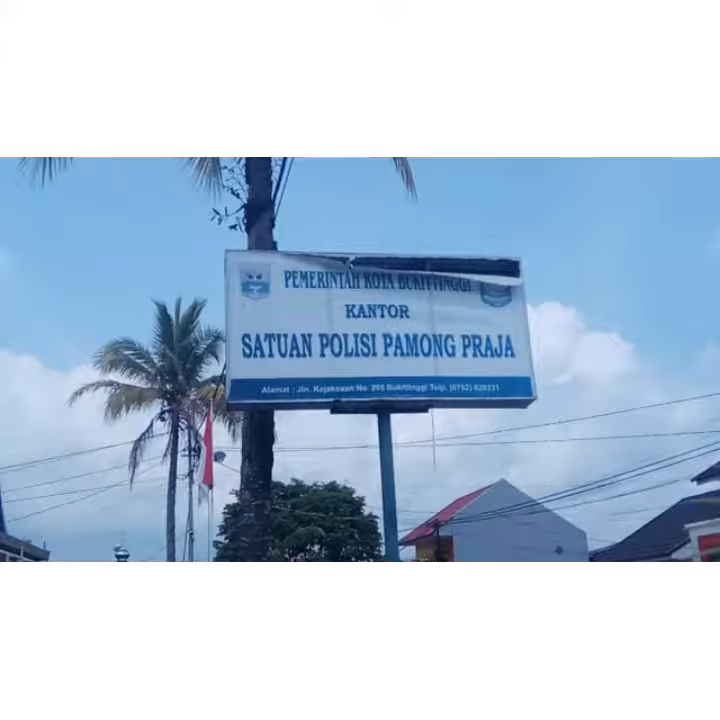 PEMERINTAH KOTA BUKITTINGGI
KANTOR
SATUAN POLISI PAMONG PRAJA
Alamat : Jln. Kejaksaan No. 205 Bukittinggi Telp. (0752) 628231